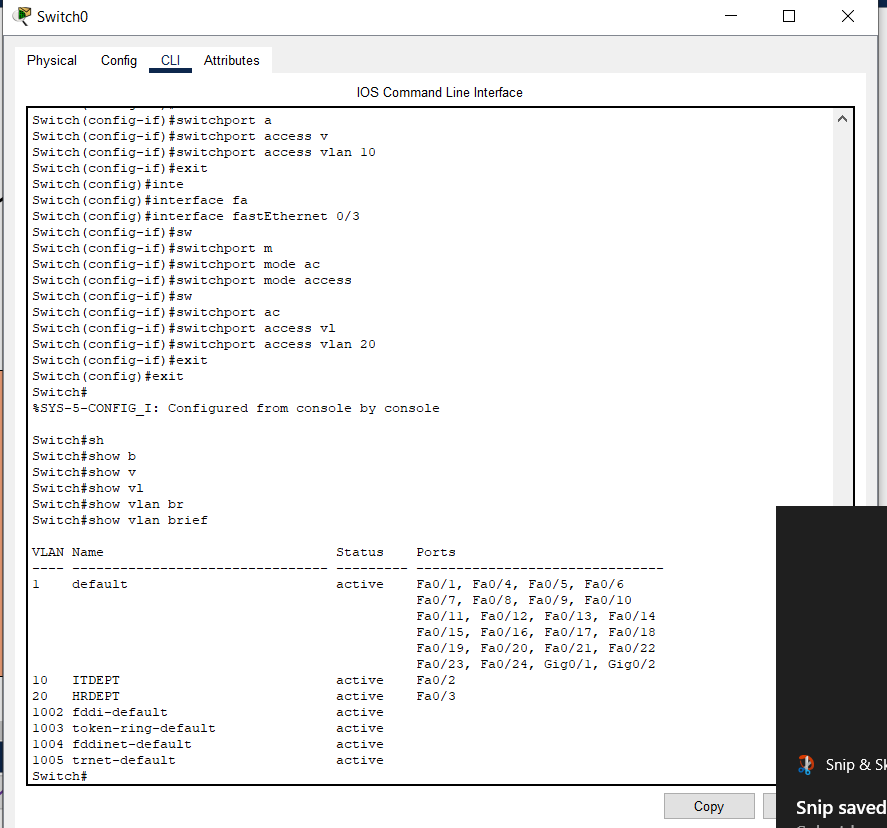 Switch0
Physical Config CLI Attributes
IOS Command Line Interface
Switch(config-if)#switchport a
Switch(config-if)#switchport access v
Switch(config-if)#switchport access vlan 10
Switch(config-if)#exit
Switch(config)#inte
Switch(config)#interface fa
Switch(config)#interface fastEthernet 0/3
Switch(config-if)#sw
Switch(config-if)#switchport m
Switch(config-if)#switchport mode ac
Switch(config-if)#switchport mode access
Switch(config-if)#sw
Switch(config-if)#switchport ac
Switch(config-if)#switchport access vl
Switch(config-if)#switchport access vlan 20
Switch(config-if)#exit
Switch(config)#exit
Switch#
%SYS-5-CONFIG_I: Configured from console by console
Switch#sh
Switch#show b
Switch#show v
Switch#show vl
Switch#show vlan br
Switch#show vlan brief
VLAN Name                             Status    Ports
---- -------------------------------- --------- -------------------------------
1    default                          active    Fa0/1, Fa0/4, Fa0/5, Fa0/6
                                                Fa0/7, Fa0/8, Fa0/9, Fa0/10
                                                Fa0/11, Fa0/12, Fa0/13, Fa0/14
                                                Fa0/15, Fa0/16, Fa0/17, Fa0/18
                                                Fa0/19, Fa0/20, Fa0/21, Fa0/22
                                                Fa0/23, Fa0/24, Gig0/1, Gig0/2
10   ITDEPT                           active    Fa0/2
20   HRDEPT                           active    Fa0/3
1002 fddi-default                     active
1003 token-ring-default               active
1004 fddinet-default                  active
1005 trnet-default                    active
Switch#
Copy
Snip & Sk
Snip saved